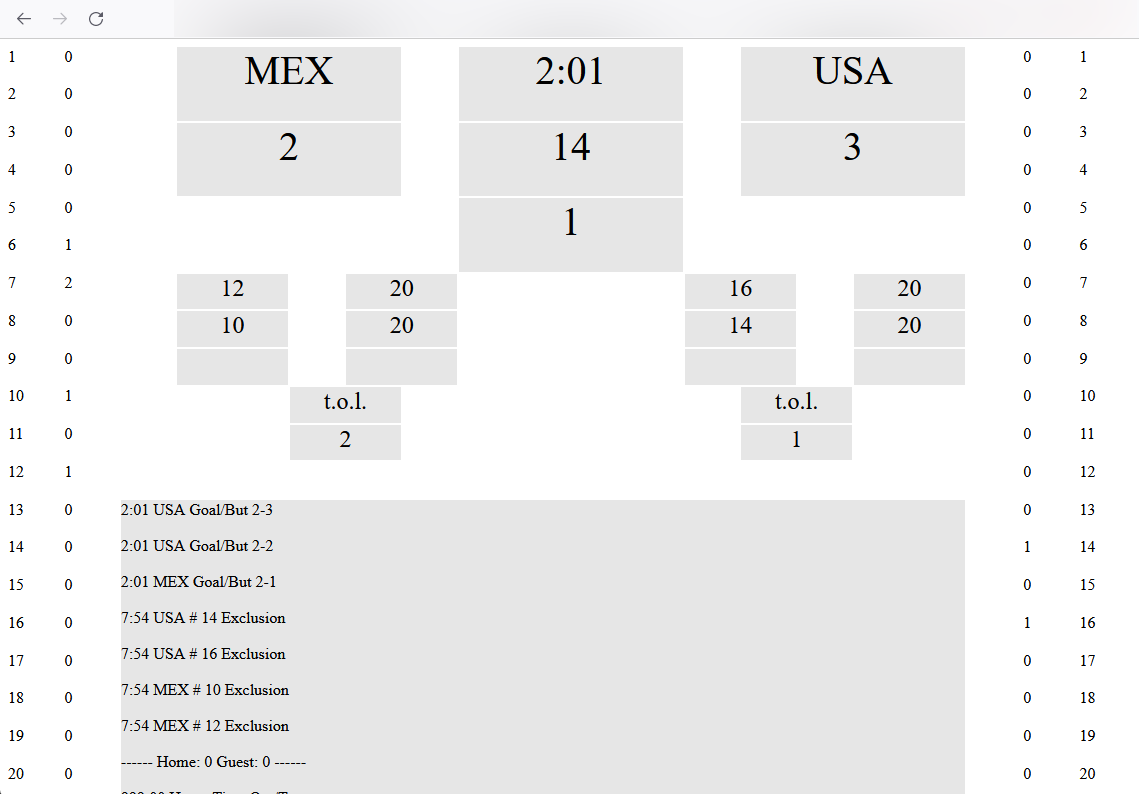 1 0 MEX 2:01 USA 0 1
2 0 0 2
3 0 2 14 3 0 3
4 0 0 4
5 0 1 0 5
6 1 0 6
7 2 12 20 16 20 0 7
8 0 10 20 14 20 0 8
9 0 0 9
10 1 t.o.l. t.o.l. 0 10
11 0 2 1 0 11
12 1 0 12
13 0 2:01 USA Goal/But 2-3 0 13
14 0 2:01 USA Goal/But 2-2 1 14
15 0 2:01 MEX Goal/But 2-1 0 15
16 0 7:54 USA # 14 Exclusion 1 16
17 0 7:54 USA # 16 Exclusion 0 17
18 0 7:54 MEX # 10 Exclusion 0 18
19 0 7:54 MEX # 12 Exclusion 0 19
20 0 ------ Home: 0 Guest: 0 ------ 0 20